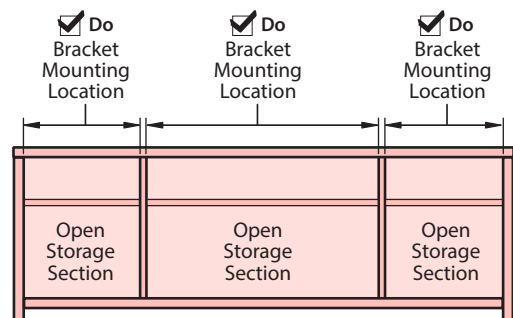 Do
Bracket
Mounting
Location
Do
Bracket
Mounting
Location
Do
Bracket
Mounting
Location
Open
Storage
Section
Open
Storage
Section
Open
Storage
Section